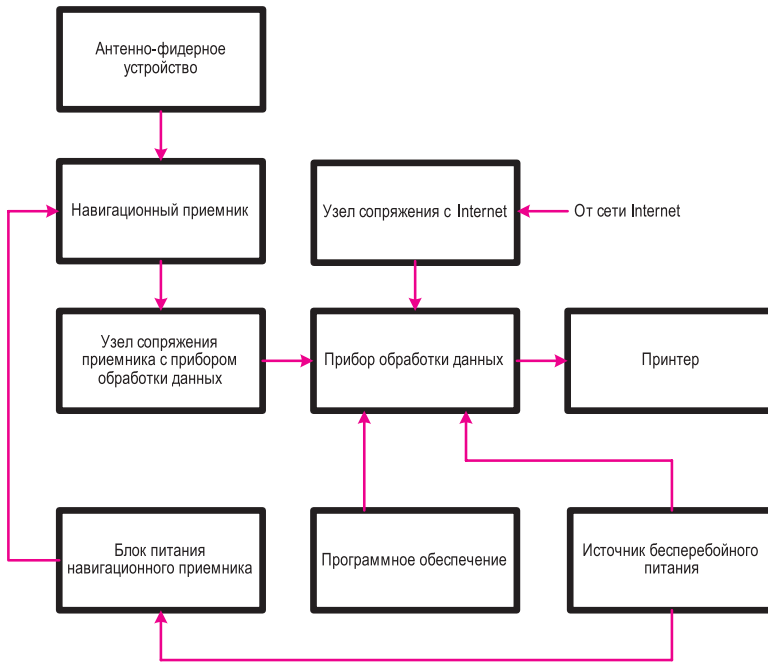 Антенно-фидерное
устройство
Навигационный приемник
Узел сопряжения с Internet
От сети Internet
Узел сопряжения
приемника с прибором
обработки данных
Прибор обработки данных
Принтер
Блок питания
навигационного приемника
Программное обеспечение
Источник бесперебойного
питания